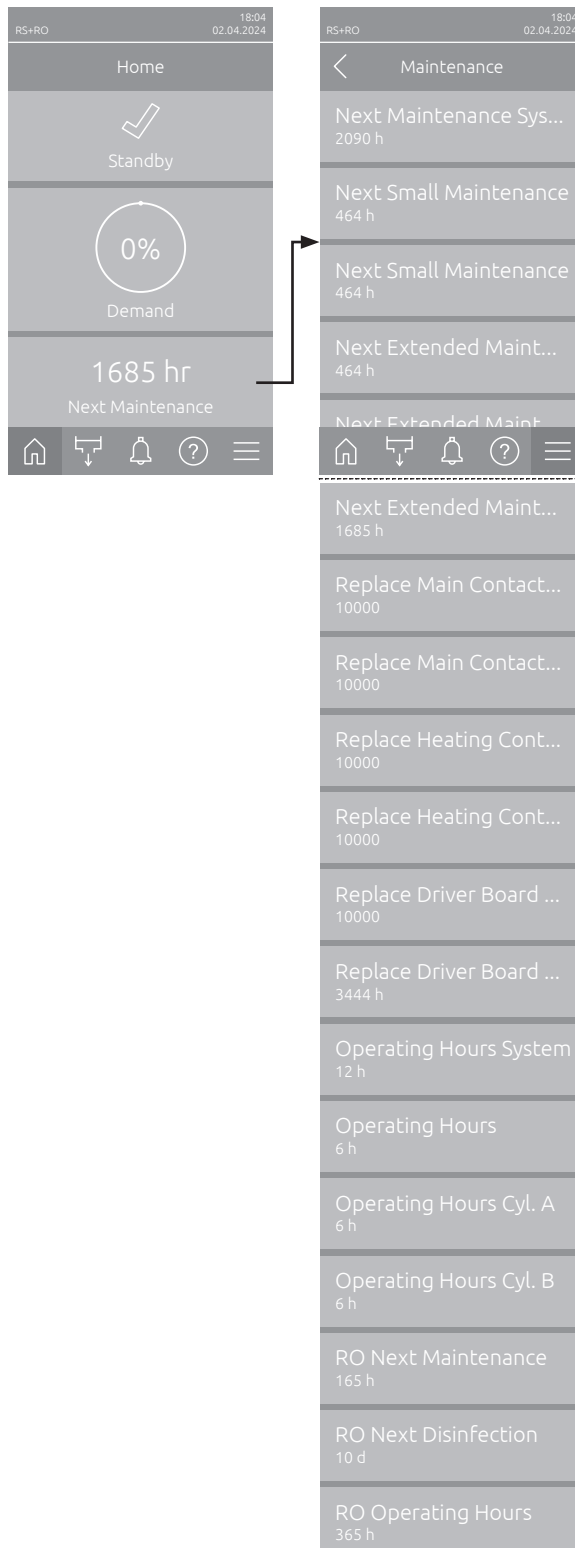 18:04
RS+RO 02.04.2024
Home
Standby
0%
Demand
1685 hr
Next Maintenance
?
18:04
RS+RO 02.04.2024
Maintenance
Next Maintenance Sys...
2090 h
Next Small Maintenance
464 h
Next Small Maintenance
464 h
Next Extended Maint...
464 h
Next Extended Maint
?
Next Extended Maint...
1685 h
Replace Main Contact...
10000
Replace Main Contact...
10000
Replace Heating Cont...
10000
Replace Heating Cont...
10000
Replace Driver Board ...
10000
Replace Driver Board ...
3444 h
Operating Hours System
12 h
Operating Hours
6 h
Operating Hours Cyl. A
6 h
Operating Hours Cyl. B
6 h
RO Next Maintenance
165 h
RO Next Disinfection
10 d
RO Operating Hours
365 h